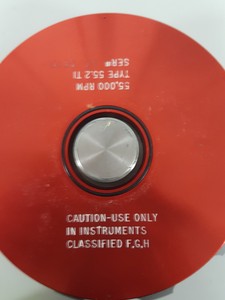 55,000 RPM
TYPE 55.2 TI
SER#
CAUTION-USE ONLY
IN INSTRUMENTS
CLASSIFIED F,G,H